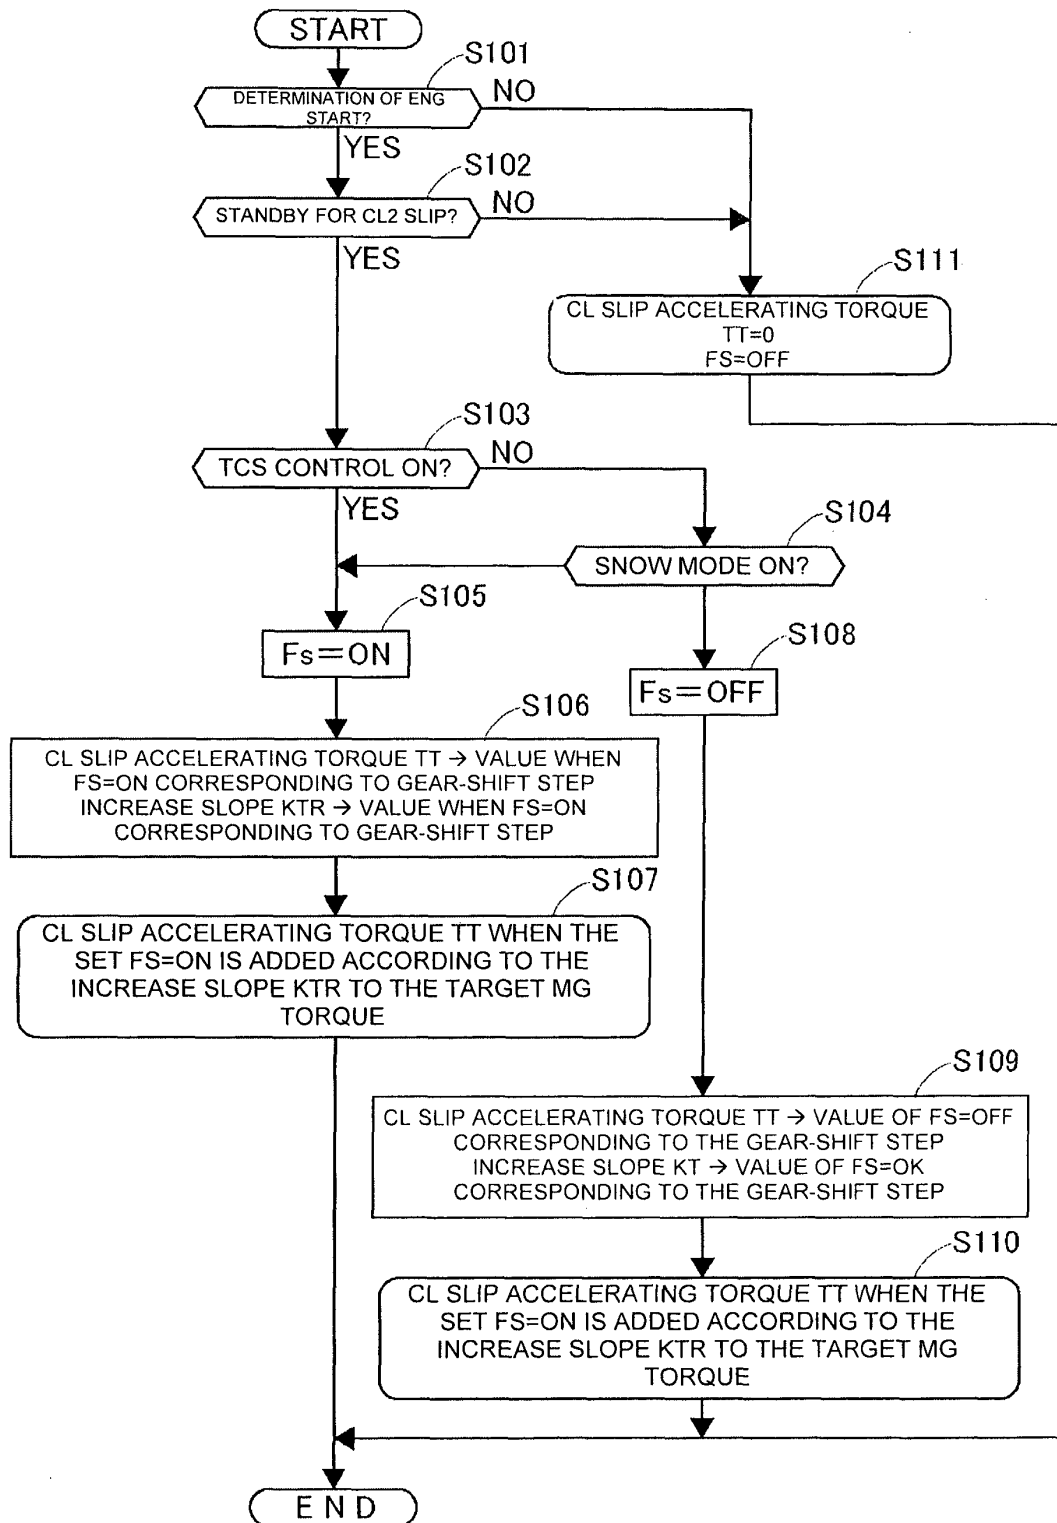 START
S101
DETERMINATION OF ENG
START?
NO
YES
S102
STANDBY FOR CL2 SLIP?
NO
YES
S111
CL SLIP ACCELERATING TORQUE
TT=0
FS=OFF
S103
TCS CONTROL ON?
NO
YES
S104
SNOW MODE ON?
S105
Fs=ON
S108
Fs=OFF
S106
CL SLIP ACCELERATING TORQUE TT → VALUE WHEN
FS=ON CORRESPONDING TO GEAR-SHIFT STEP
INCREASE SLOPE KTR → VALUE WHEN FS=ON
CORRESPONDING TO GEAR-SHIFT STEP
S107
CL SLIP ACCELERATING TORQUE TT WHEN THE
SET FS=ON IS ADDED ACCORDING TO THE
INCREASE SLOPE KTR TO THE TARGET MG
TORQUE
S109
CL SLIP ACCELERATING TORQUE TT → VALUE OF FS=OFF
CORRESPONDING TO THE GEAR-SHIFT STEP
INCREASE SLOPE KT → VALUE OF FS=OK
CORRESPONDING TO THE GEAR-SHIFT STEP
S110
CL SLIP ACCELERATING TORQUE TT WHEN THE
SET FS=ON IS ADDED ACCORDING TO THE
INCREASE SLOPE KTR TO THE TARGET MG
TORQUE
END